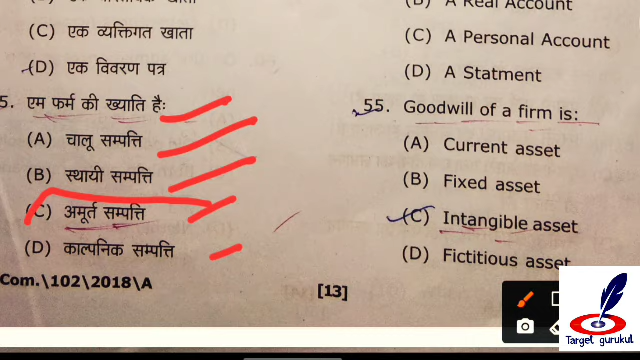 (C) एक व्यक्तिगत खाता
(D) एक विवरण पत्र
5. एम फर्म की ख्याति हैः
(A) चालू सम्पत्ति
(B) स्थायी सम्पत्ति
(C) अमूर्त सम्पत्ति
(D) काल्पनिक सम्पत्ति
Com.\102\2018\A
[13]
(B) A Real Account
(C) A Personal Account
(D) A Statment
55. Goodwill of a firm is:
(A) Current asset
(B) Fixed asset
(C) Intangible asset
(D) Fictitious asset
Target gurukul